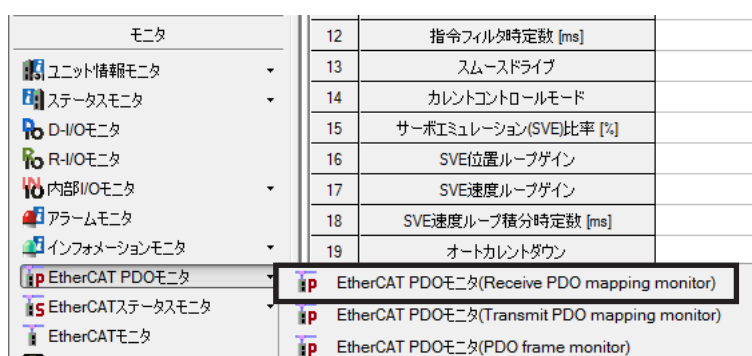 モニタ
ユニット情報モニタ
ステータスモニタ
D-I/Oモニタ
R-I/Oモニタ
内部I/Oモニタ
アラームモニタ
インフォメーションモニタ
EtherCAT PDOモニタ
EtherCATステータスモニタ
EtherCATモニタ
12 指令フィルタ時定数 [ms]
13 スムースドライブ
14 カレントコントロールモード
15 サーボエミュレーション(SVE)比率 [%]
16 SVE位置ループゲイン
17 SVE速度ループゲイン
18 SVE速度ループ積分時定数 [ms]
19 オートカレントダウン
EtherCAT PDOモニタ(Receive PDO mapping monitor)
EtherCAT PDOモニタ(Transmit PDO mapping monitor)
EtherCAT PDOモニタ(PDO frame monitor)